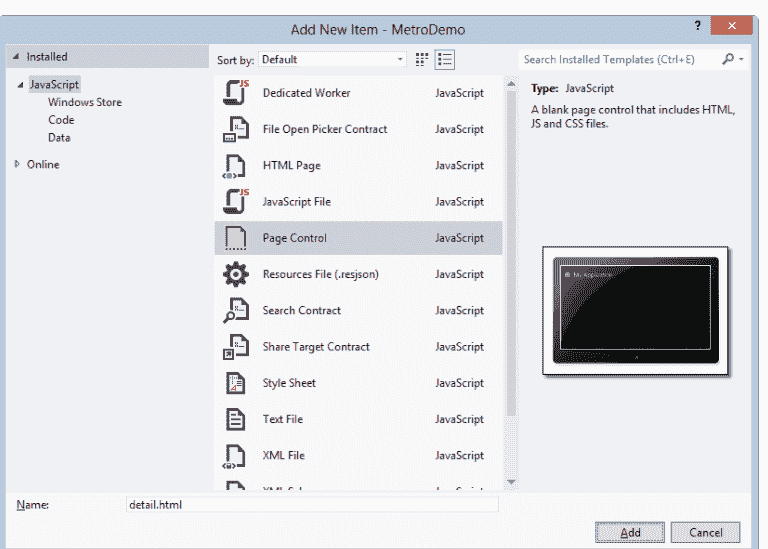 Add New Item - MetroDemo
?
Installed
Sort by: Default
Search Installed Templates (Ctrl+E)
JavaScript
Windows Store
Code
Data
Online
Dedicated Worker JavaScript
File Open Picker Contract JavaScript
HTML Page JavaScript
JavaScript File JavaScript
Page Control JavaScript
Resources File (.resjson) JavaScript
Search Contract JavaScript
Share Target Contract JavaScript
Style Sheet JavaScript
Text File JavaScript
XML File JavaScript
Type: JavaScript
A blank page control that includes HTML,
JS and CSS files.
My Application
Name: detail.html
Add Cancel